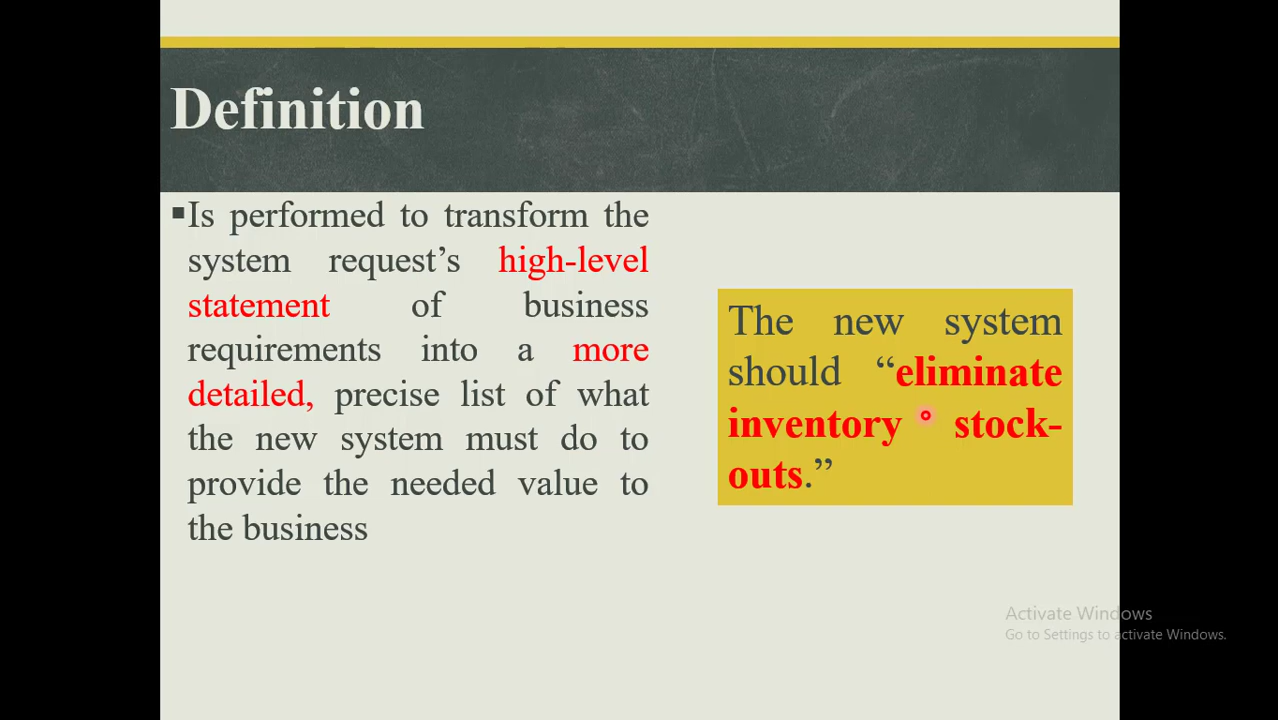 Definition
▪Is performed to transform the
system request’s high-level
statement of business
requirements into a more
detailed, precise list of what
the new system must do to
provide the needed value to
the business
The new system
should “eliminate
inventory stock-
outs.”
Activate Windows
Go to Settings to activate Windows.